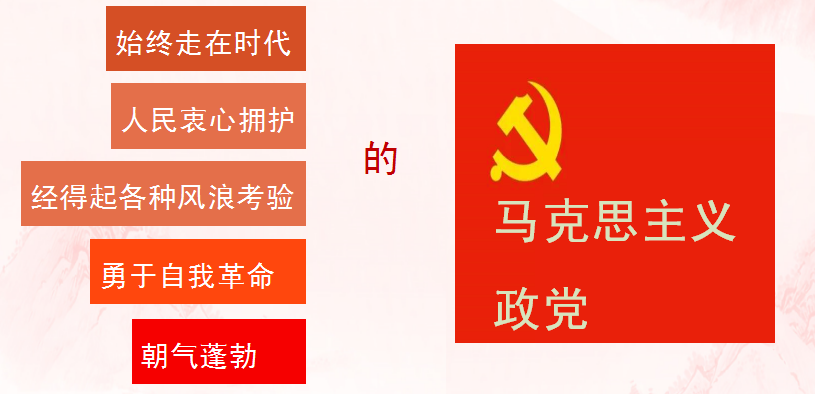 始终走在时代
人民衷心拥护
经得起各种风浪考验
勇于自我革命
朝气蓬勃
的
马克思主义
政党